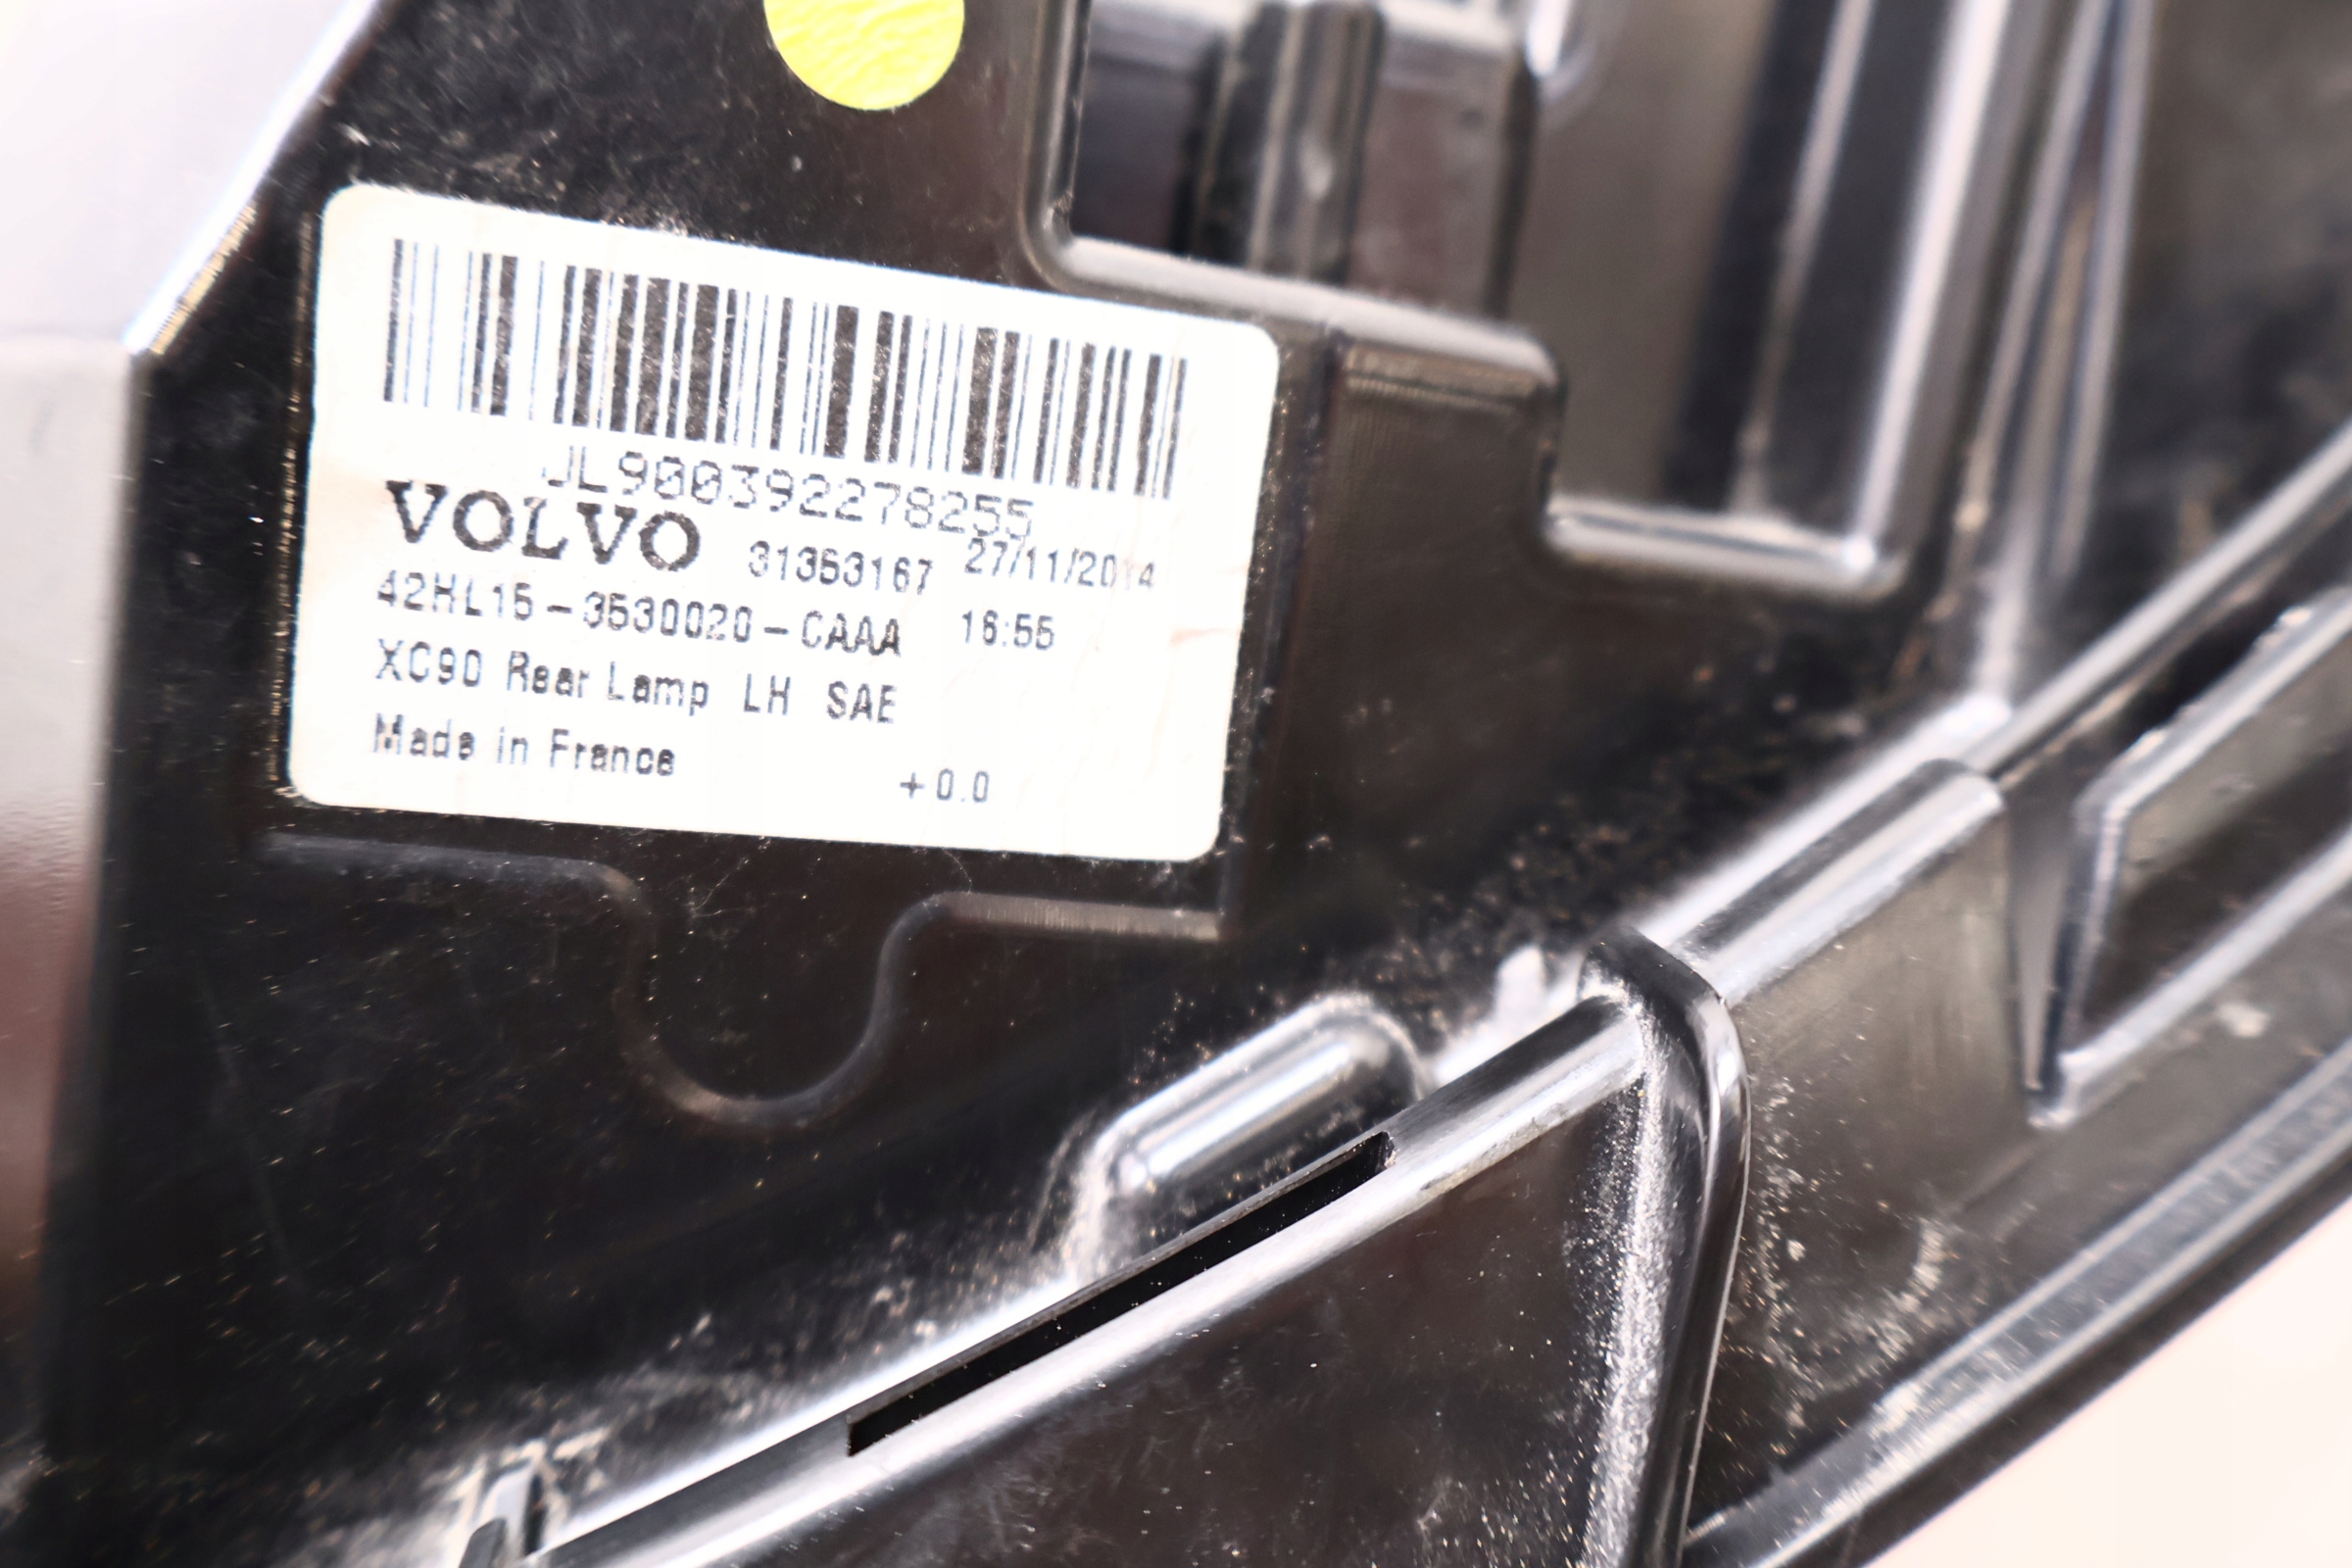 JL900392278255
VOLVO 31353167 27/11/2014
42HL15-3530020-CAAA 16:55
XC90 Rear Lamp LH SAE
Made in France
+0.0